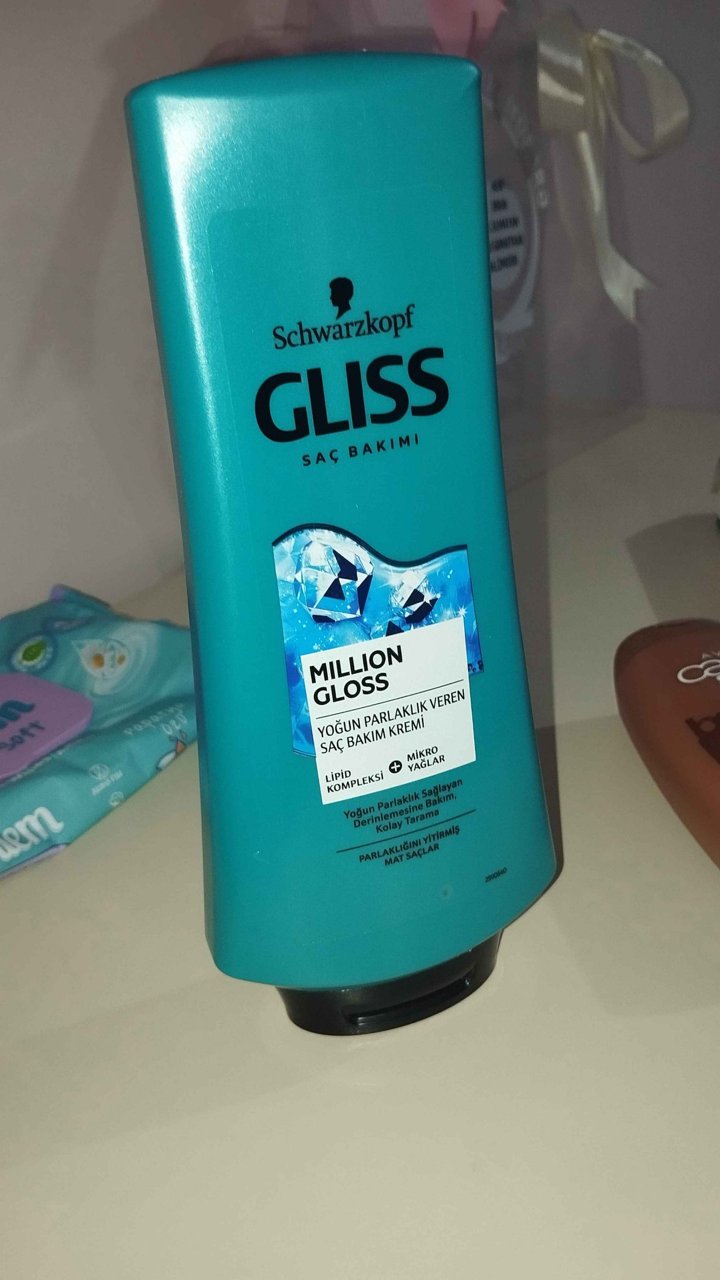 Schwarzkopf
GLISS
SAÇ BAKIMI
MILLION
GLOSS
YOĞUN PARLAKLIK VEREN
SAÇ BAKIM KREMİ
LİPİD
KOMPLEKSİ + MİKRO
YAĞLAR
Yoğun Parlaklık Sağlayan
Derinlemesine Bakım,
Kolay Tarama
PARLAKLIĞINI YİTİRMİŞ
MAT SAÇLAR
soft